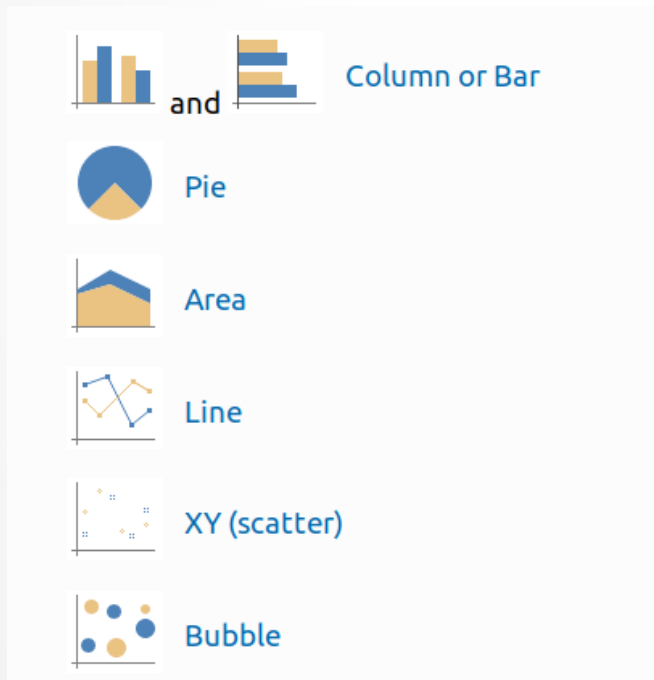 and Column or Bar
Pie
Area
Line
XY (scatter)
Bubble